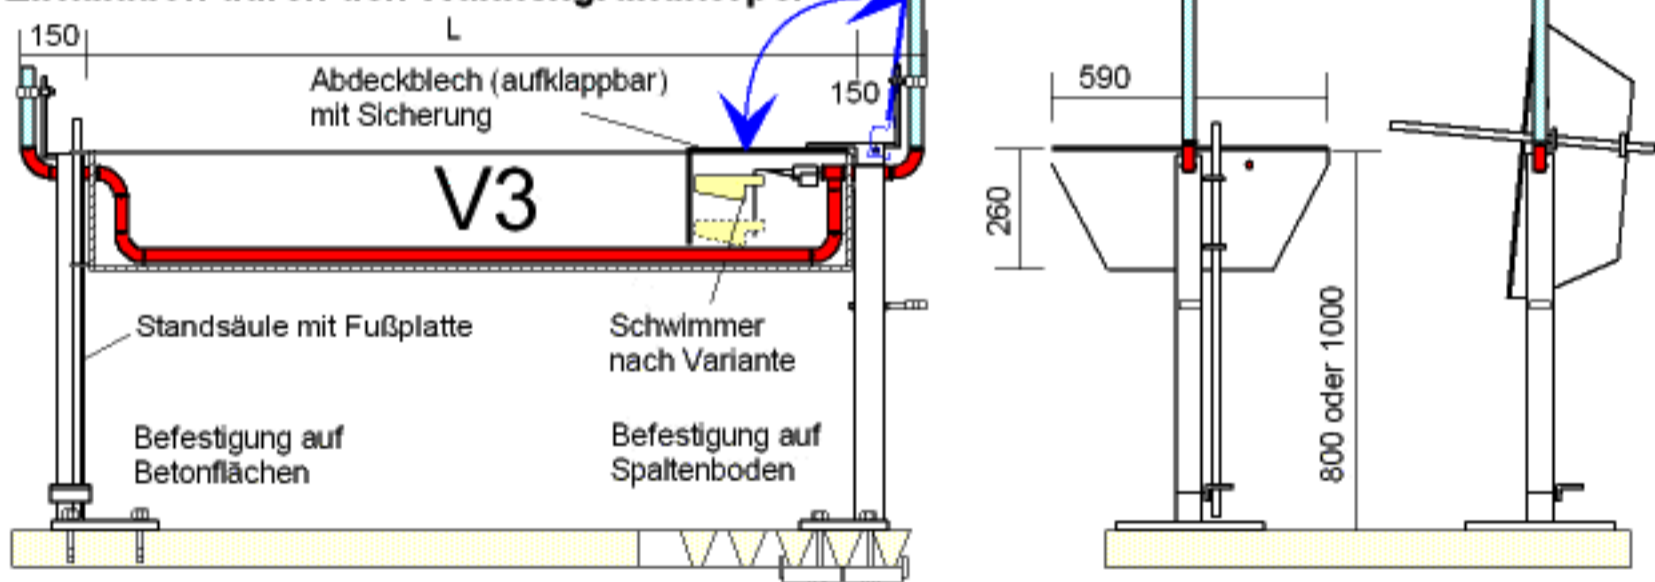 150
L
Abdeckblech (aufklappbar)
mit Sicherung
150
V3
Standsäule mit Fußplatte
Schwimmer
nach Variante
Befestigung auf
Betonflächen
Befestigung auf
Spaltenboden
590
260
800 oder 1000